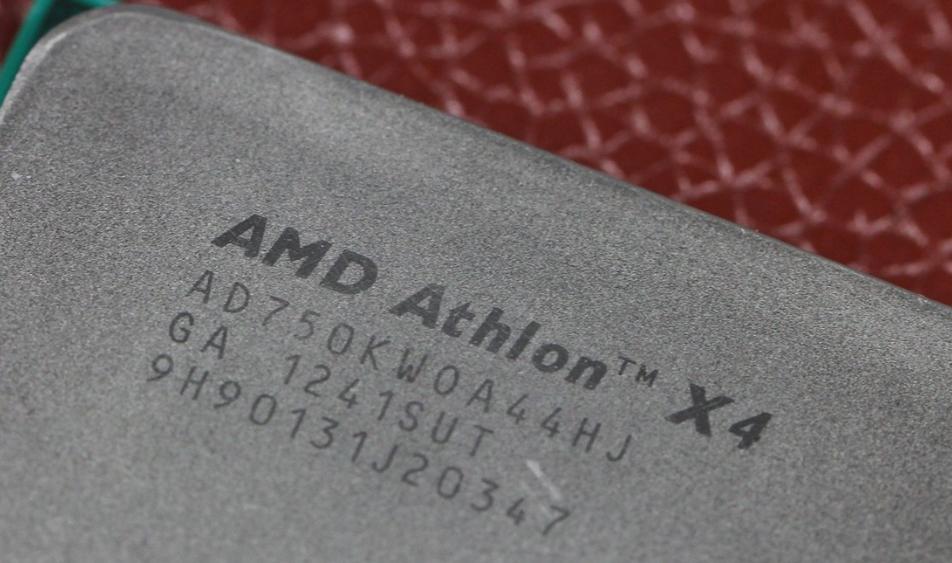 AMD Athlon™ X4
AD750KWOA44HJ
GA 1241SUT
9H90131J20347